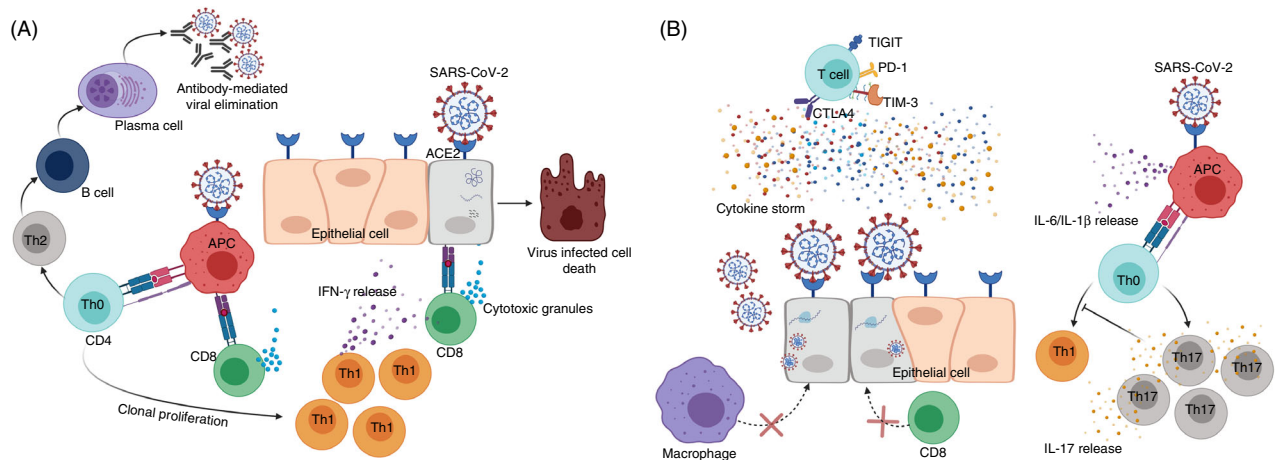 (A)
Antibody-mediated
viral elimination
Plasma cell
B cell
Th2
Th0
CD4
APC
CD8
Clonal proliferation
SARS-CoV-2
ACE2
Epithelial cell
Virus infected cell
death
IFN-γ release
Cytotoxic granules
CD8
Th1
Th1
Th1
Th1
(B)
TIGIT
T cell
PD-1
TIM-3
CTLA4
Cytokine storm
Epithelial cell
Macrophage
CD8
SARS-CoV-2
APC
IL-6/IL-1β release
Th0
Th1
Th17
Th17
Th17
Th17
IL-17 release